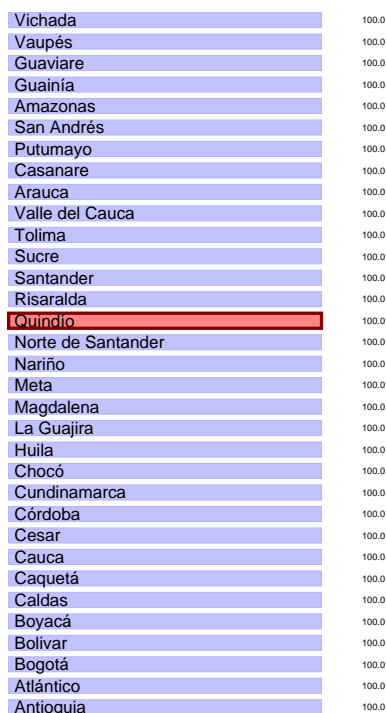 Vichada 100.0
Vaupés 100.0
Guaviare 100.0
Guainía 100.0
Amazonas 100.0
San Andrés 100.0
Putumayo 100.0
Casanare 100.0
Arauca 100.0
Valle del Cauca 100.0
Tolima 100.0
Sucre 100.0
Santander 100.0
Risaralda 100.0
Quindío 100.0
Norte de Santander 100.0
Nariño 100.0
Meta 100.0
Magdalena 100.0
La Guajira 100.0
Huila 100.0
Chocó 100.0
Cundinamarca 100.0
Córdoba 100.0
Cesar 100.0
Cauca 100.0
Caquetá 100.0
Caldas 100.0
Boyacá 100.0
Bolivar 100.0
Bogotá 100.0
Atlántico 100.0
Antioquia 100.0